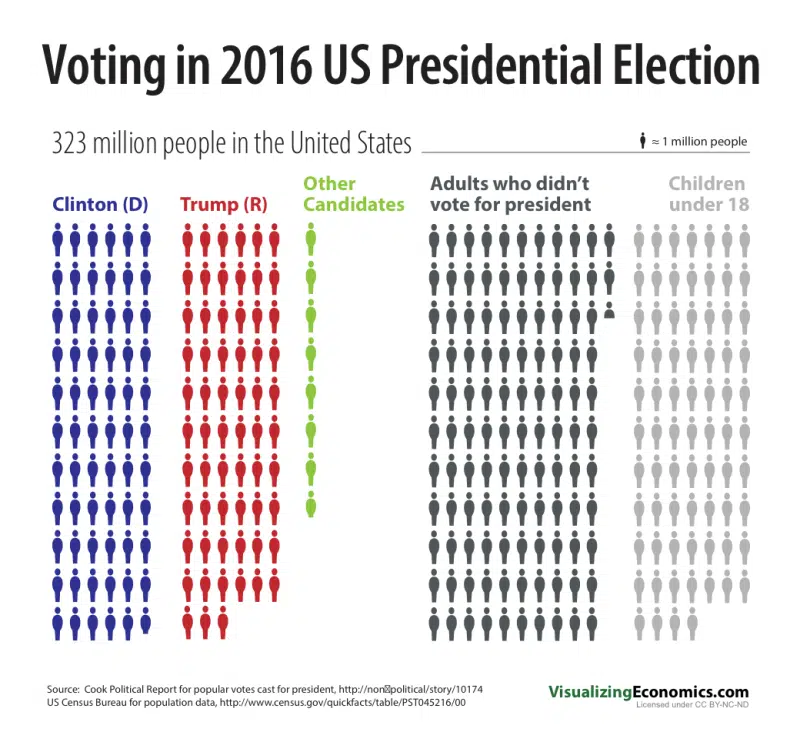 Voting in 2016 US Presidential Election
323 million people in the United States
≈ 1 million people
Clinton (D)
Trump (R)
Other
Candidates
Adults who didn't
vote for president
Children
under 18
Source: Cook Political Report for popular votes cast for president, http://non▯political/story/10174
US Census Bureau for population data, http://www.census.gov/quickfacts/table/PST045216/00
VisualizingEconomics.com
Licensed under CC BY-NC-ND